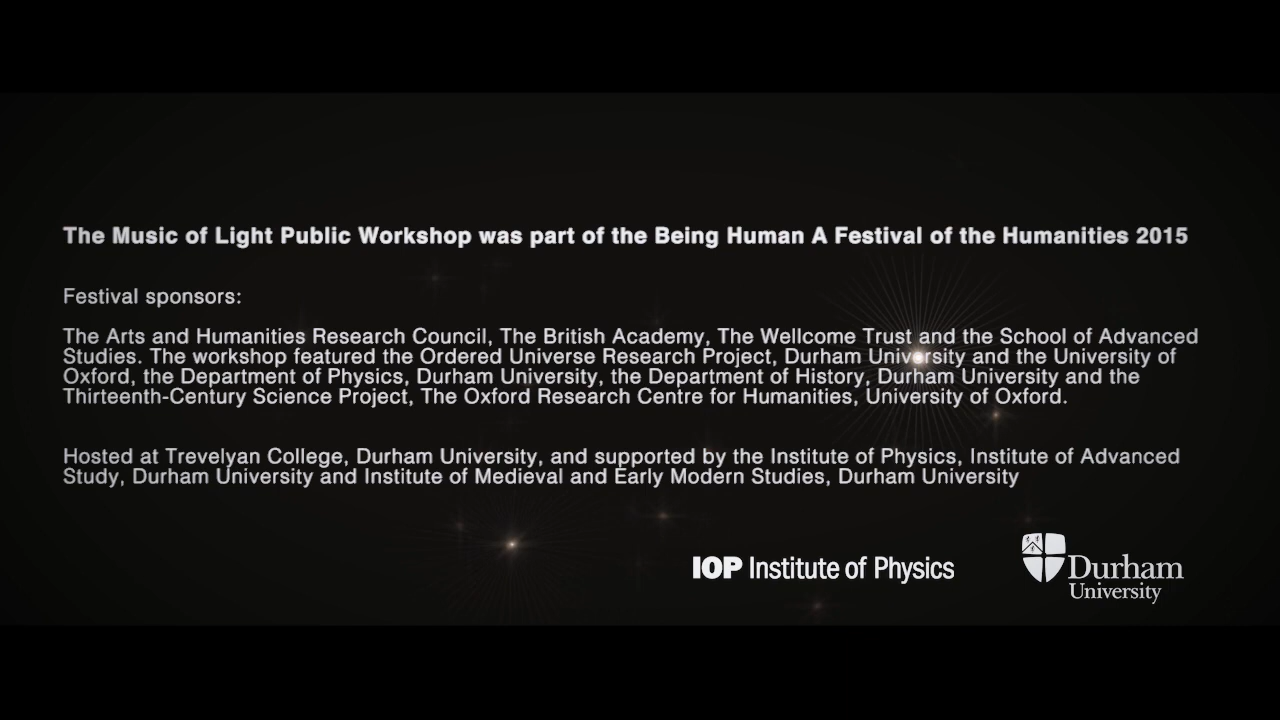 The Music of Light Public Workshop was part of the Being Human A Festival of the Humanities 2015
Festival sponsors:
The Arts and Humanities Research Council, The British Academy, The Wellcome Trust and the School of Advanced
Studies. The workshop featured the Ordered Universe Research Project, Durham University and the University of
Oxford, the Department of Physics, Durham University, the Department of History, Durham University and the
Thirteenth-Century Science Project, The Oxford Research Centre for Humanities, University of Oxford.
Hosted at Trevelyan College, Durham University, and supported by the Institute of Physics, Institute of Advanced
Study, Durham University and Institute of Medieval and Early Modern Studies, Durham University
IOP Institute of Physics
Durham
University